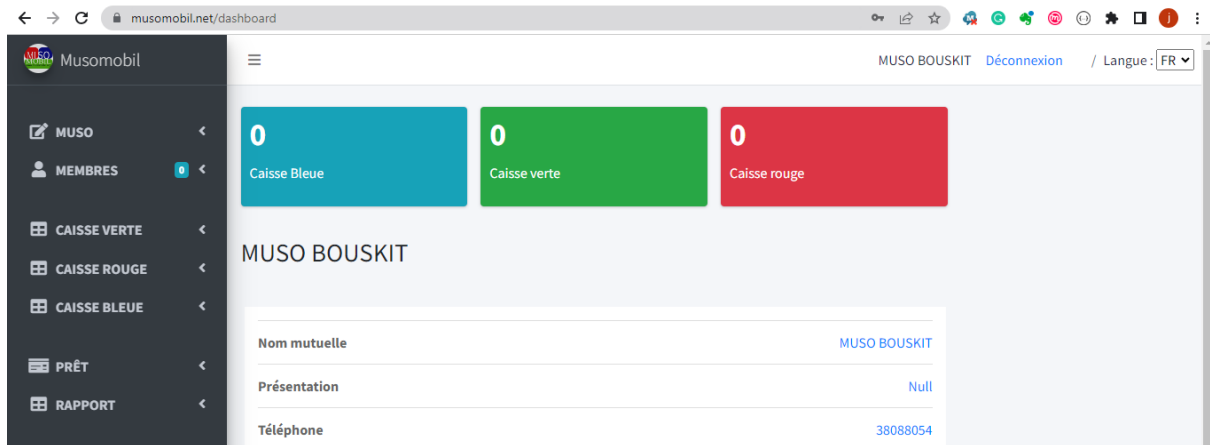 musomobil.net/dashboard
MUSO MOBIL Musomobil
MUSO BOUSKIT Déconnexion / Langue : FR
MUSO
MEMBRES 0
CAISSE VERTE
CAISSE ROUGE
CAISSE BLEUE
PRÊT
RAPPORT
0
Caisse Bleue
0
Caisse verte
0
Caisse rouge
MUSO BOUSKIT
Nom mutuelle MUSO BOUSKIT
Présentation Null
Téléphone 38088054